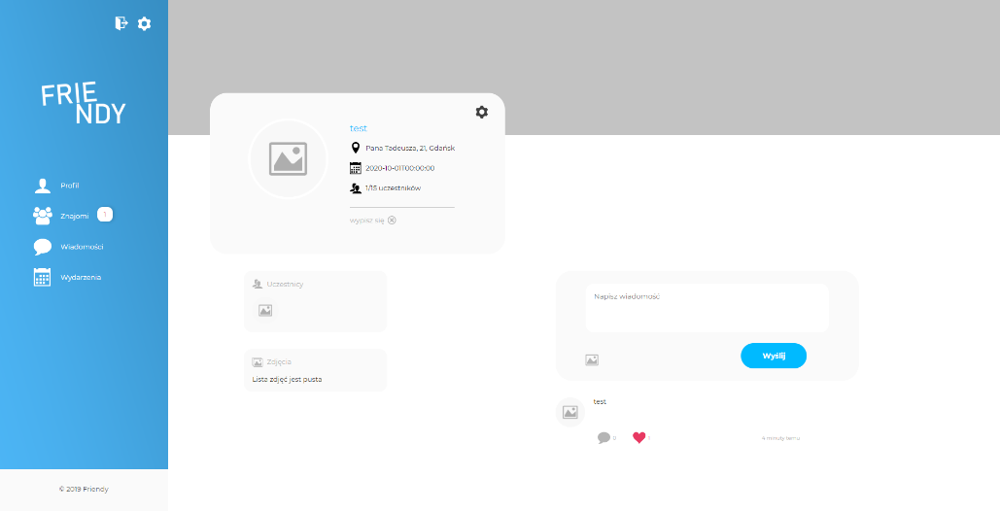 FRIE
NDY
Profil
Znajomi 1
Wiadomości
Wydarzenia
© 2019 Friendy
test
Pana Tadeusza, 21, Gdańsk
2020-10-01T00:00:00
1/15 uczestników
wypisz się
Uczestnicy
Zdjęcia
Lista zdjęć jest pusta
Napisz wiadomość
Wyślij
test
0
4 minuty temu